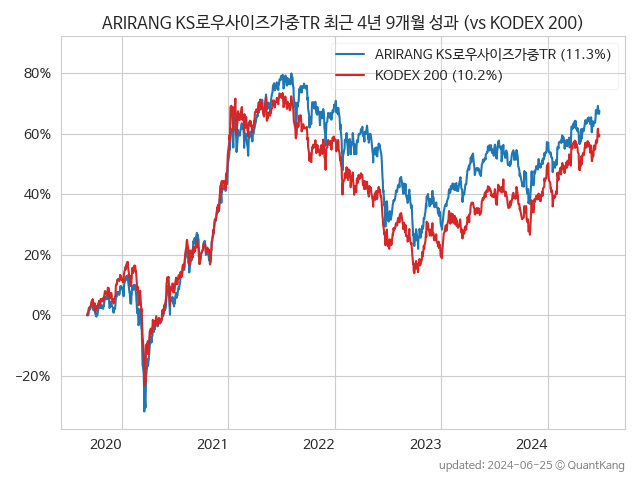 ARIRANG KS로우사이즈가중TR 최근 4년 9개월 성과 (vs KODEX 200)
ARIRANG KS로우사이즈가중TR (11.3%)
KODEX 200 (10.2%)
80%
60%
40%
20%
0%
−20%
2020 2021 2022 2023 2024
updated: 2024-06-25 © QuantKang